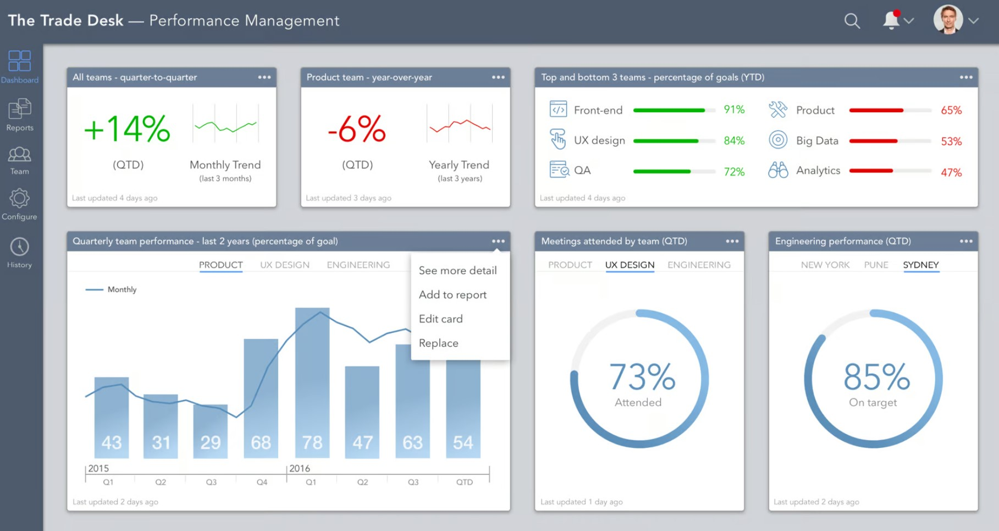 The Trade Desk — Performance Management
Dashboard
Reports
Team
Configure
History
All teams - quarter-to-quarter
+14%
(QTD)
Monthly Trend
(last 3 months)
Last updated 4 days ago
Product team - year-over-year
-6%
(QTD)
Yearly Trend
(last 3 years)
Last updated 3 days ago
Top and bottom 3 teams - percentage of goals (YTD)
Front-end 91%
UX design 84%
QA 72%
Product 65%
Big Data 53%
Analytics 47%
Last updated 4 days ago
Quarterly team performance - last 2 years (percentage of goal)
PRODUCT UX DESIGN ENGINEERING
See more detail
Add to report
Edit card
Replace
Monthly
43 31 29 68 78 47 63 54
2015 2016
Q1 Q2 Q3 Q4 Q1 Q2 Q3 QTD
Last updated 2 days ago
Meetings attended by team (QTD)
PRODUCT UX DESIGN ENGINEERING
73%
Attended
Last updated 1 day ago
Engineering performance (QTD)
NEW YORK PUNE SYDNEY
85%
On target
Last updated 2 days ago